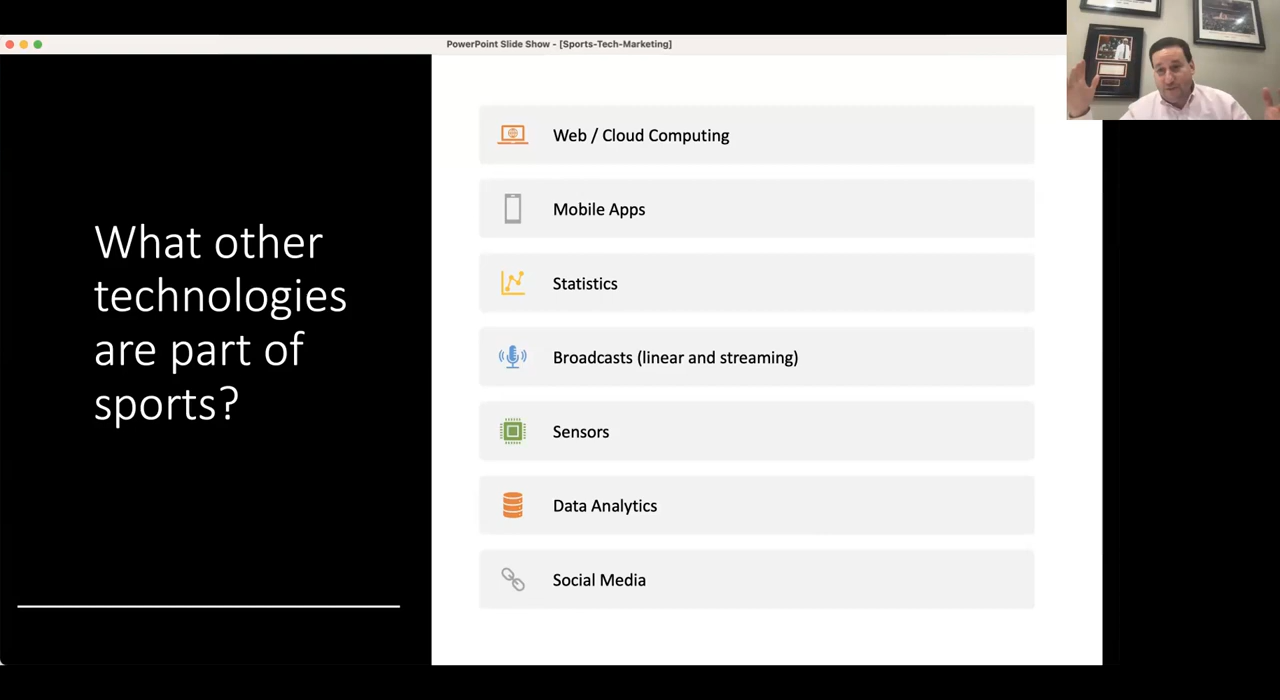 PowerPoint Slide Show - [Sports-Tech-Marketing]
What other
technologies
are part of
sports?
Web / Cloud Computing
Mobile Apps
Statistics
Broadcasts (linear and streaming)
Sensors
Data Analytics
Social Media